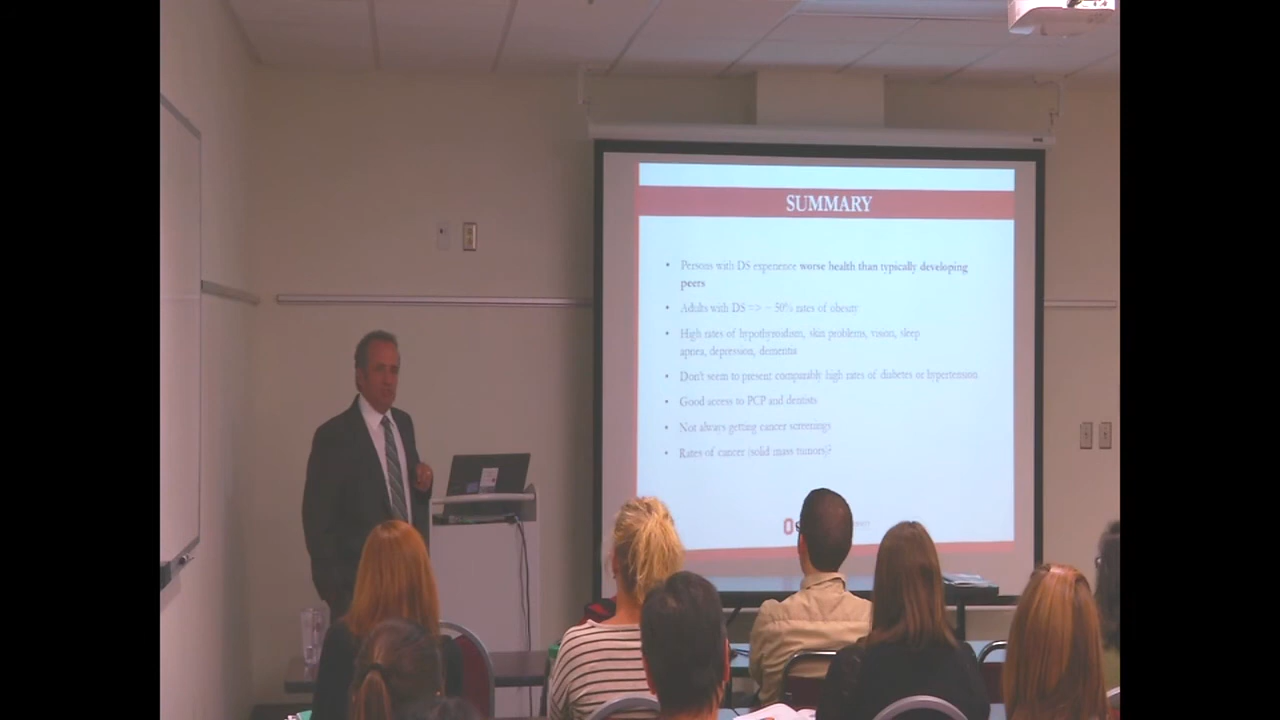 SUMMARY
• Persons with DS experience worse health than typically developing
peers
• Adults with DS => ~ 50% rates of obesity
• High rates of hypothyroidism, skin problems, vision, sleep
apnea, depression, dementia
• Don't seem to present comparably high rates of diabetes or hypertension
• Good access to PCP and dentists
• Not always getting cancer screenings
• Rates of cancer (solid mass tumors)?